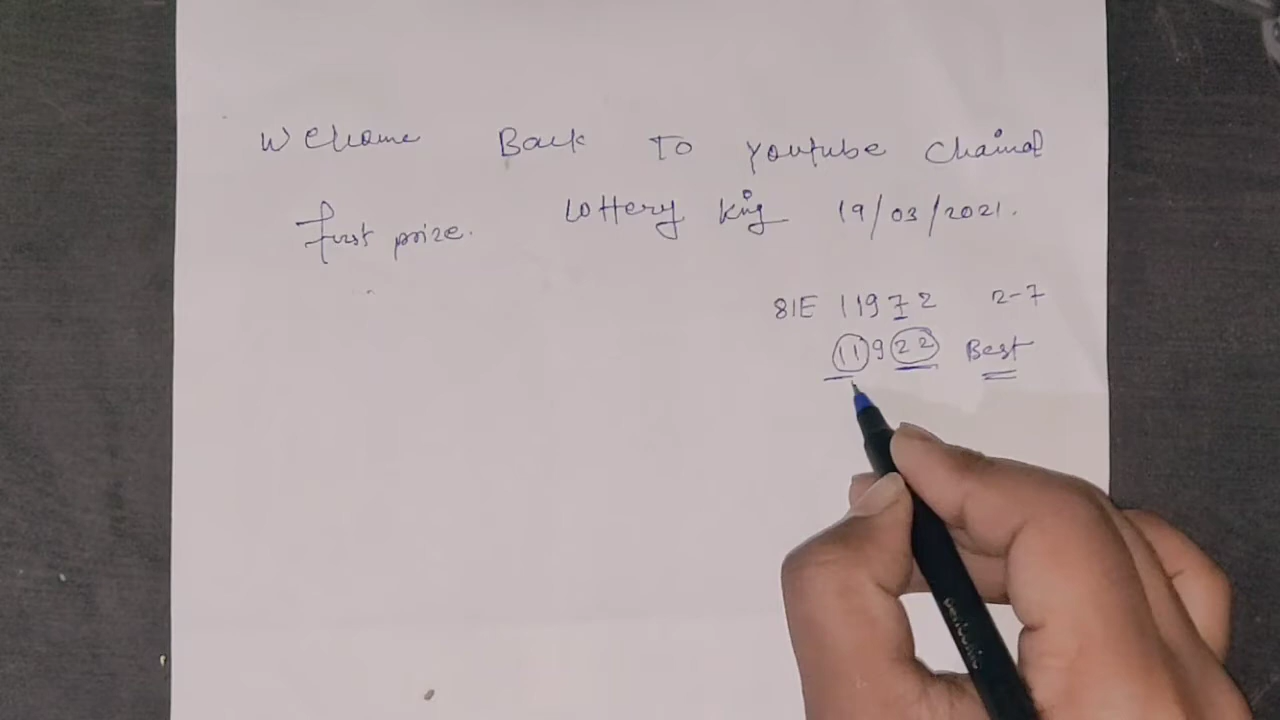 Welcome Back To youtube chainal
first prize. Lottery king 19/03/2021.
81E 11972 2-7
11922 Best